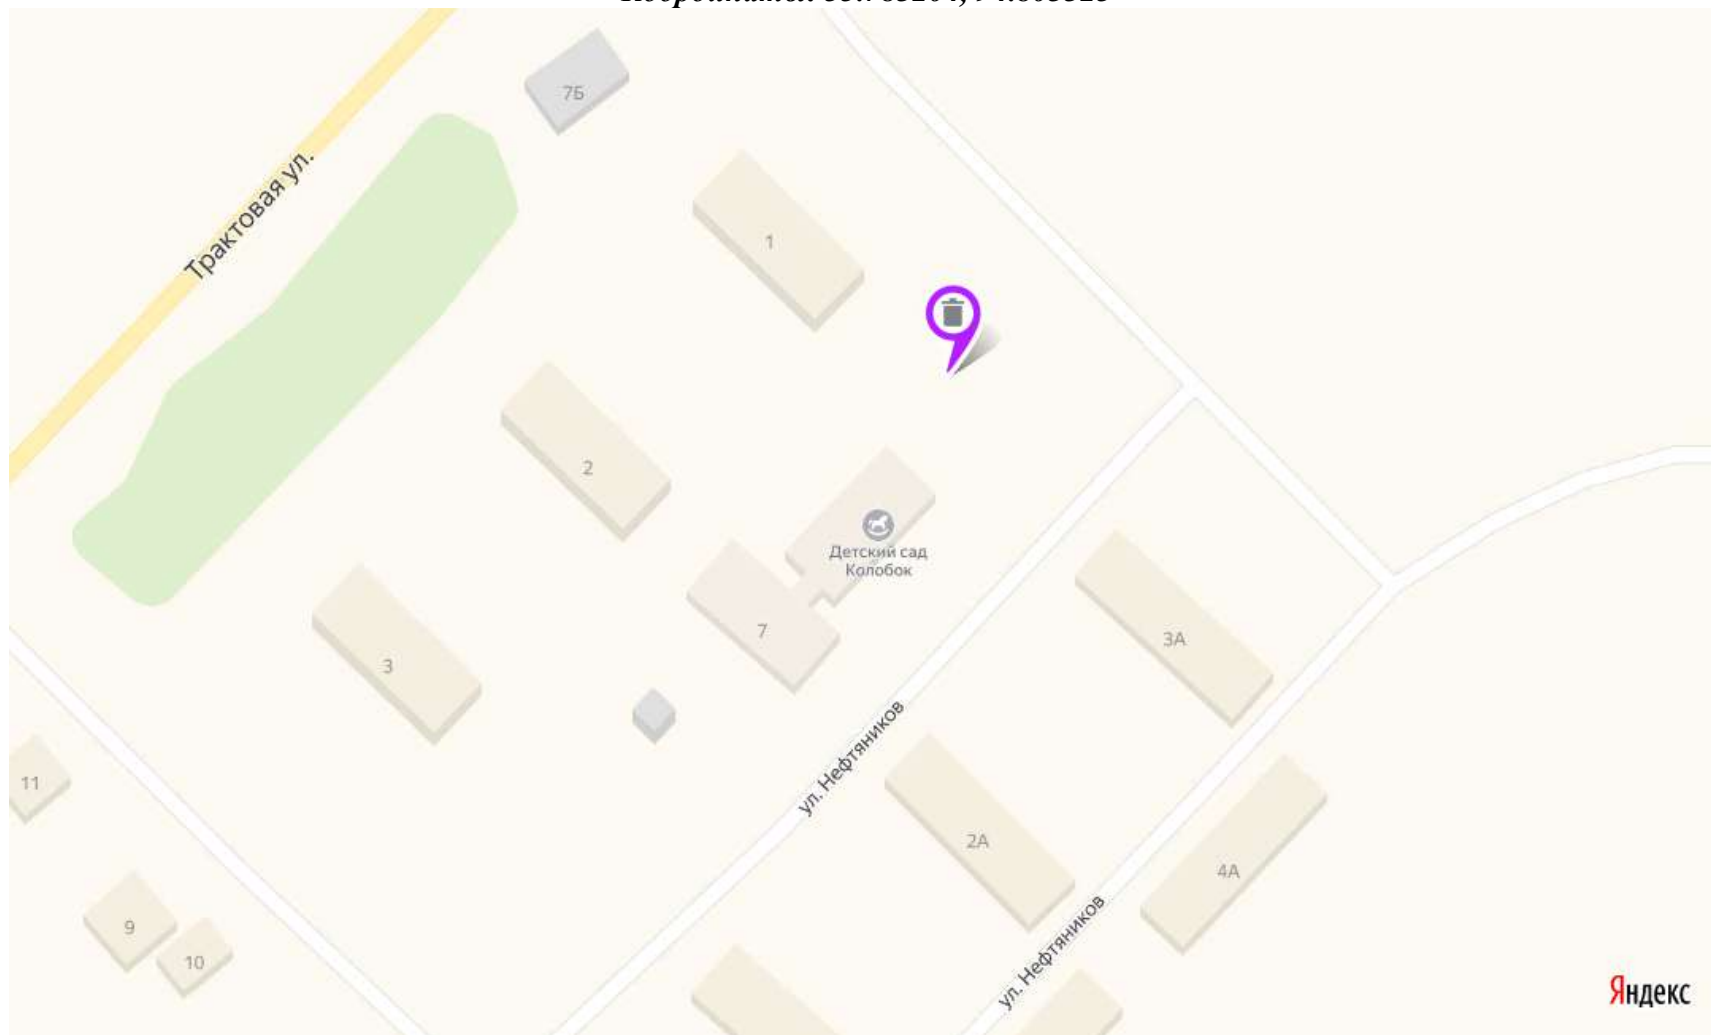 7Б
Трактовая ул.
1
2
Детский сад
Колобок
7
3А
3
ул. Нефтяников
11
2А
4А
9
10
ул. Нефтяников
Яндекс